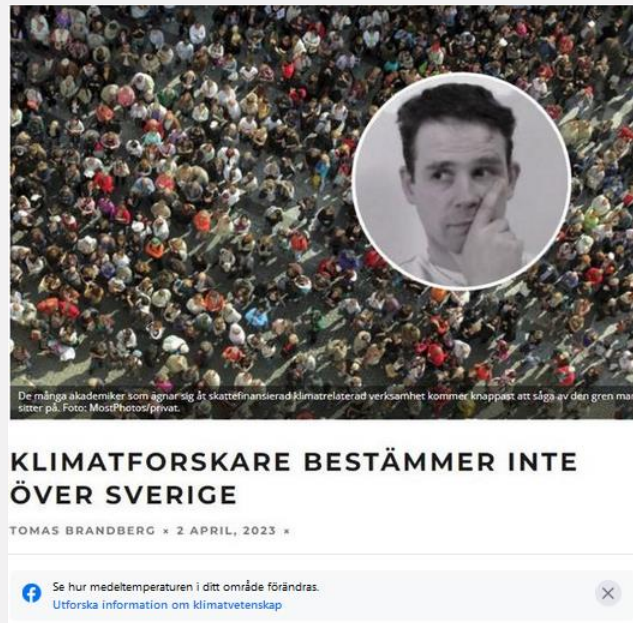 De många akademiker som ägnar sig åt skattefinansierad klimatrelaterad verksamhet kommer knappast att såga av den gren man
sitter på. Foto: MostPhotos/privat.
KLIMATFORSKARE BESTÄMMER INTE
ÖVER SVERIGE
TOMAS BRANDBERG × 2 APRIL, 2023 ×
Se hur medeltemperaturen i ditt område förändras.
Utforska information om klimatvetenskap